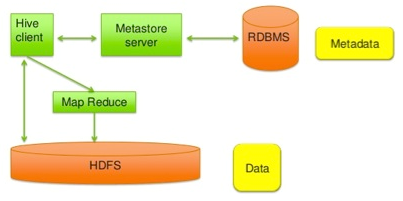 Hive
client
Metastore
server
RDBMS
Metadata
Map Reduce
HDFS
Data